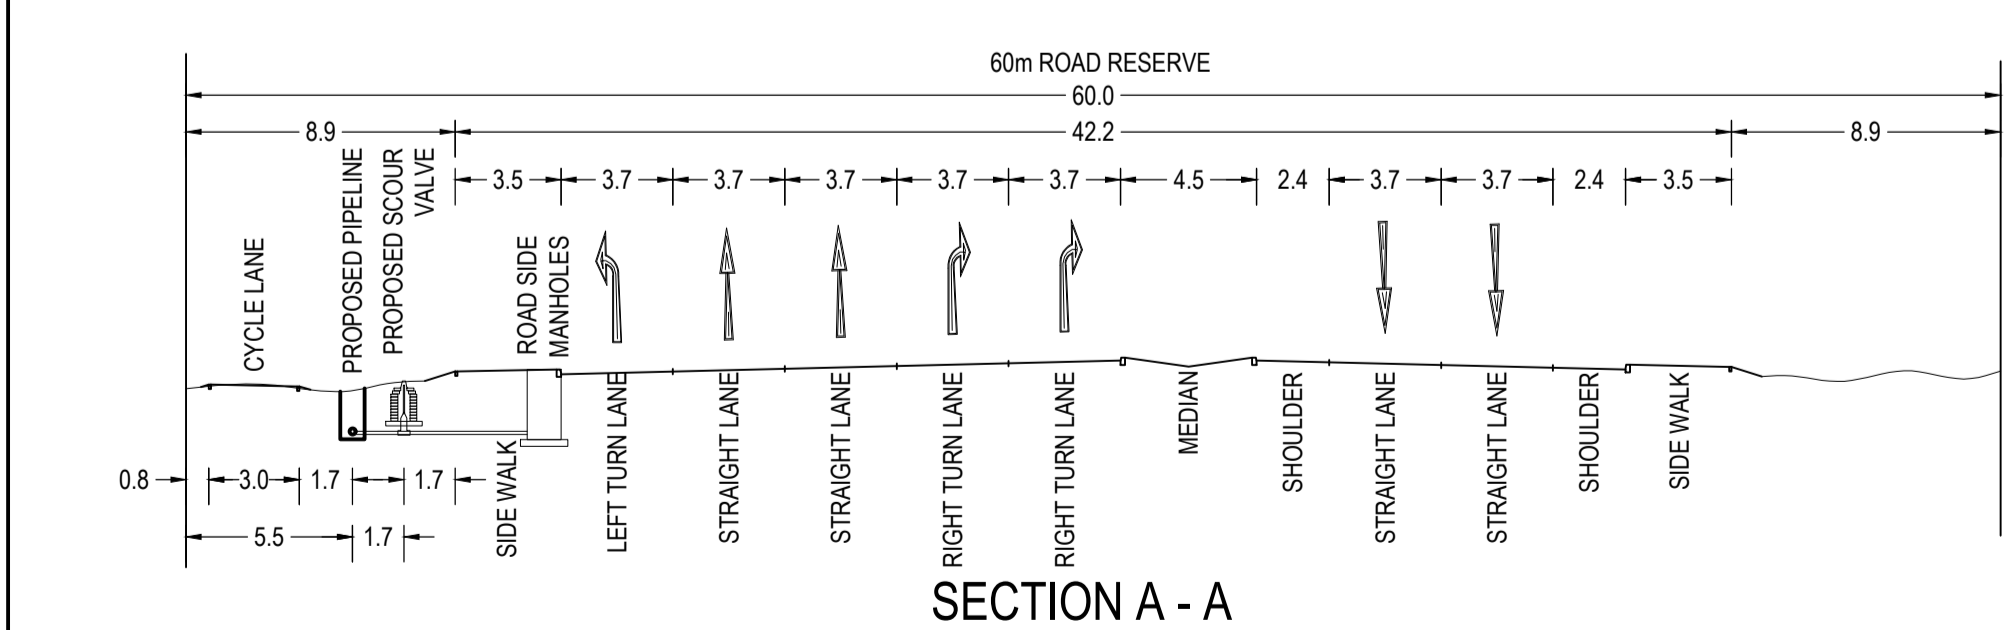 60m ROAD RESERVE
60.0
8.9
42.2
8.9
3.5
3.7
3.7
3.7
3.7
3.7
4.5
2.4
3.7
3.7
2.4
3.5
CYCLE LANE
PROPOSED PIPELINE
PROPOSED SCOUR
VALVE
ROAD SIDE
MANHOLES
SIDE WALK
LEFT TURN LANE
STRAIGHT LANE
STRAIGHT LANE
RIGHT TURN LANE
RIGHT TURN LANE
MEDIAN
SHOULDER
STRAIGHT LANE
STRAIGHT LANE
SHOULDER
SIDE WALK
0.8
3.0
1.7
1.7
5.5
1.7
SECTION A - A